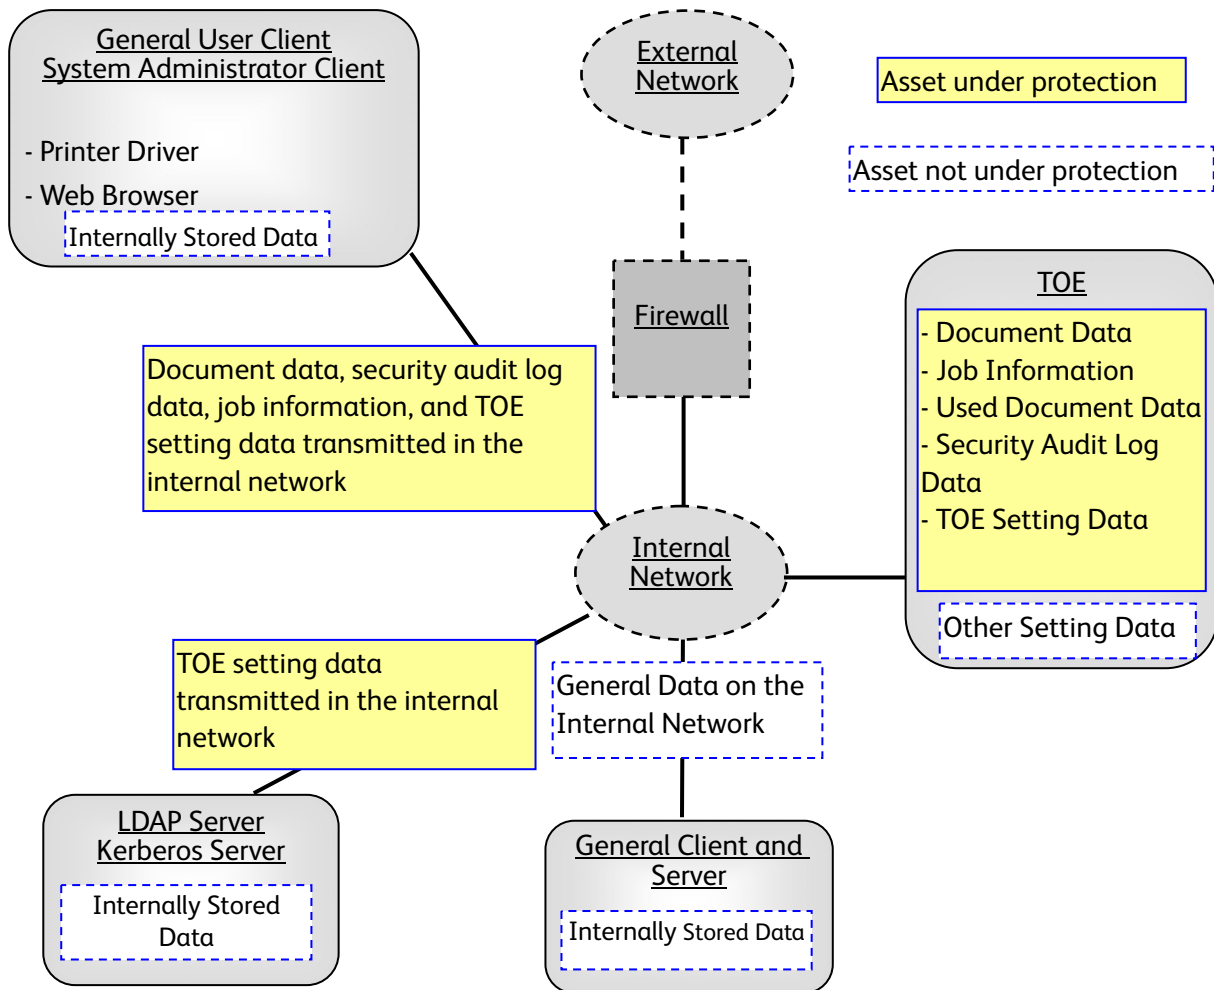 General User Client
System Administrator Client
- Printer Driver
- Web Browser
Internally Stored Data
External
Network
Asset under protection
Asset not under protection
Firewall
TOE
- Document Data
- Job Information
- Used Document Data
- Security Audit Log
Data
- TOE Setting Data
Other Setting Data
Document data, security audit log
data, job information, and TOE
setting data transmitted in the
internal network
Internal
Network
TOE setting data
transmitted in the internal
network
General Data on the
Internal Network
LDAP Server
Kerberos Server
Internally Stored
Data
General Client and
Server
Internally Stored Data